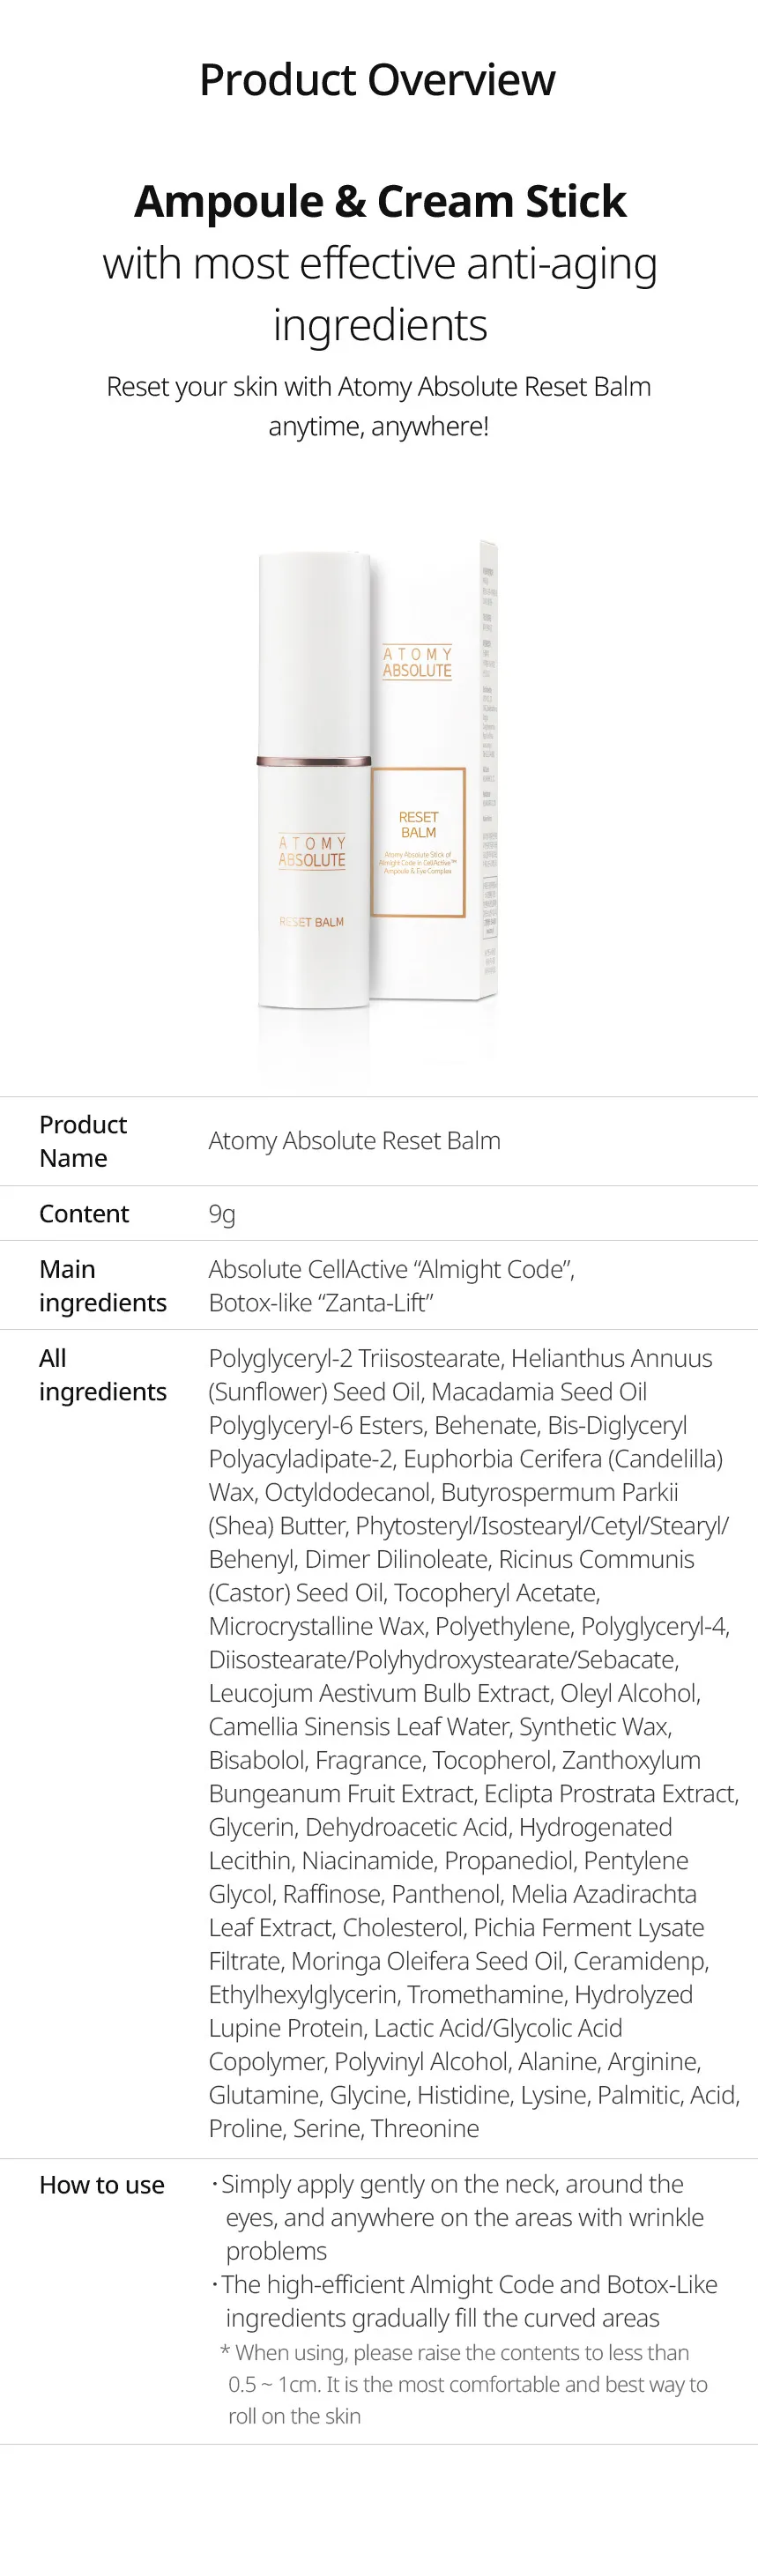 Product Overview
Ampoule & Cream Stick
with most effective anti-aging
ingredients
Reset your skin with Atomy Absolute Reset Balm
anytime, anywhere!
ATOMY
ABSOLUTE
RESET
BALM
Atomy Absolute Stick of
Almight Code in CellActive™
Ampoule & Eye Complex
ATOMY
ABSOLUTE
RESET BALM
Product
Name
Atomy Absolute Reset Balm
Content
9g
Main
ingredients
Absolute CellActive “Almight Code”,
Botox-like “Zanta-Lift”
All
ingredients
Polyglyceryl-2 Triisostearate, Helianthus Annuus
(Sunflower) Seed Oil, Macadamia Seed Oil
Polyglyceryl-6 Esters, Behenate, Bis-Diglyceryl
Polyacyladipate-2, Euphorbia Cerifera (Candelilla)
Wax, Octyldodecanol, Butyrospermum Parkii
(Shea) Butter, Phytosteryl/Isostearyl/Cetyl/Stearyl/
Behenyl, Dimer Dilinoleate, Ricinus Communis
(Castor) Seed Oil, Tocopheryl Acetate,
Microcrystalline Wax, Polyethylene, Polyglyceryl-4,
Diisostearate/Polyhydroxystearate/Sebacate,
Leucojum Aestivum Bulb Extract, Oleyl Alcohol,
Camellia Sinensis Leaf Water, Synthetic Wax,
Bisabolol, Fragrance, Tocopherol, Zanthoxylum
Bungeanum Fruit Extract, Eclipta Prostrata Extract,
Glycerin, Dehydroacetic Acid, Hydrogenated
Lecithin, Niacinamide, Propanediol, Pentylene
Glycol, Raffinose, Panthenol, Melia Azadirachta
Leaf Extract, Cholesterol, Pichia Ferment Lysate
Filtrate, Moringa Oleifera Seed Oil, Ceramidenp,
Ethylhexylglycerin, Tromethamine, Hydrolyzed
Lupine Protein, Lactic Acid/Glycolic Acid
Copolymer, Polyvinyl Alcohol, Alanine, Arginine,
Glutamine, Glycine, Histidine, Lysine, Palmitic, Acid,
Proline, Serine, Threonine
How to use
· Simply apply gently on the neck, around the
eyes, and anywhere on the areas with wrinkle
problems
· The high-efficient Almight Code and Botox-Like
ingredients gradually fill the curved areas
* When using, please raise the contents to less than
0.5 ~ 1cm. It is the most comfortable and best way to
roll on the skin